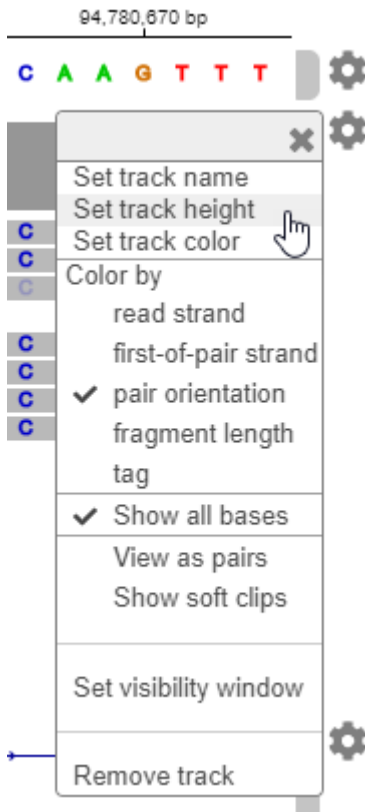 94,780,670 bp
C A A G T T T
Set track name
Set track height
C
Set track color
C
Color by
C
read strand
C
first-of-pair strand
C
pair orientation
C
fragment length
C
tag
Show all bases
View as pairs
Show soft clips
Set visibility window
Remove track